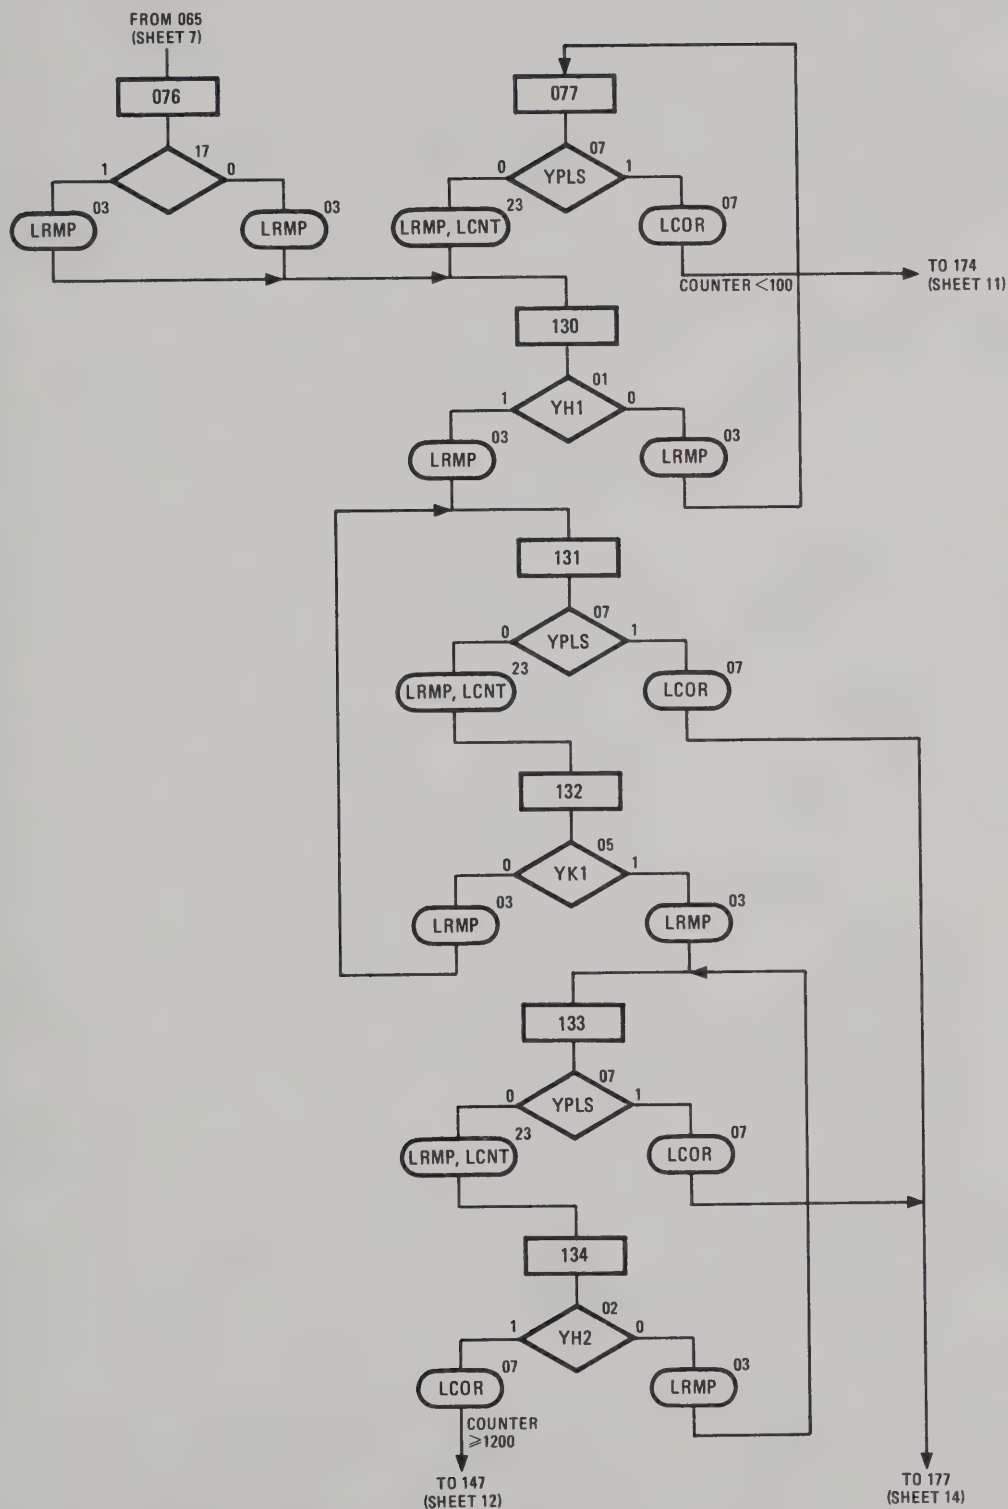 FROM 065
(SHEET 7)
076
17
1
0
03
LRMP
03
LRMP
077
07
YPLS
0
1
23
LRMP, LCNT
07
LCOR
COUNTER <100
TO 174
(SHEET 11)
130
01
YH1
1
0
03
LRMP
03
LRMP
131
07
YPLS
0
1
23
LRMP, LCNT
07
LCOR
132
05
YK1
0
1
03
LRMP
03
LRMP
133
07
YPLS
0
1
23
LRMP, LCNT
07
LCOR
134
02
YH2
1
0
07
LCOR
03
LRMP
COUNTER
≥1200
TO 147
(SHEET 12)
TO 177
(SHEET 14)